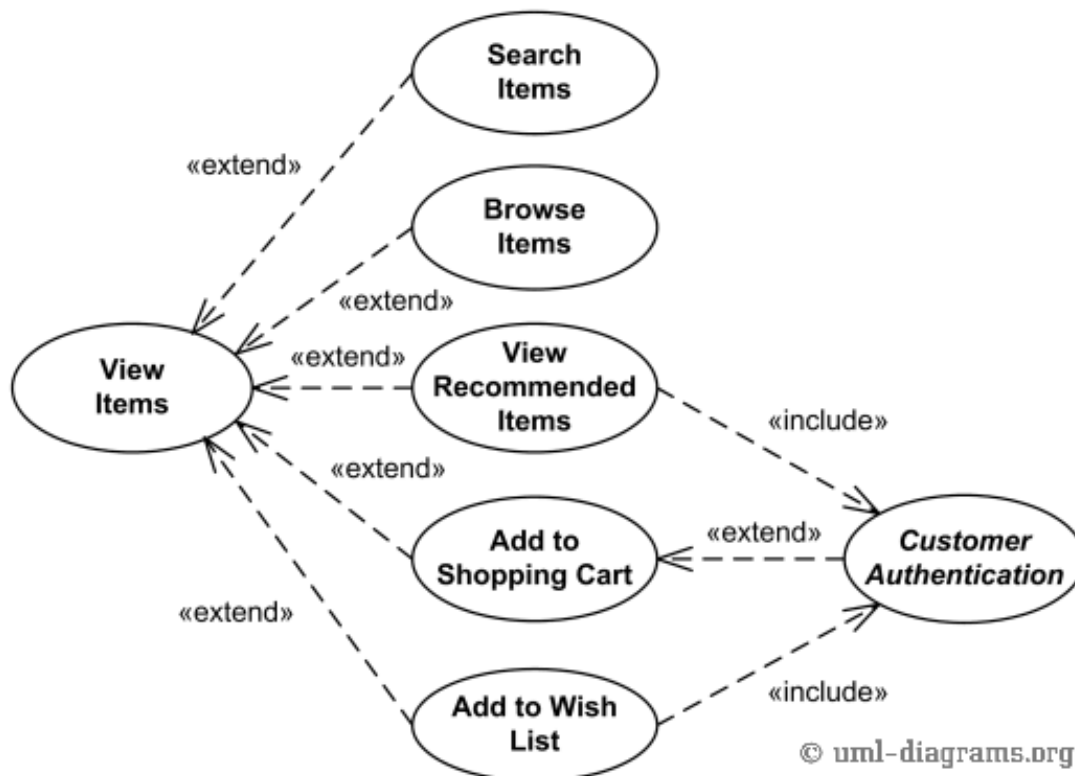 Search
Items
«extend»
Browse
Items
«extend»
View
Items
«extend»
View
Recommended
Items
«include»
«extend»
Add to
Shopping Cart
«extend»
Customer
Authentication
«extend»
Add to Wish
List
«include»
© uml-diagrams.org